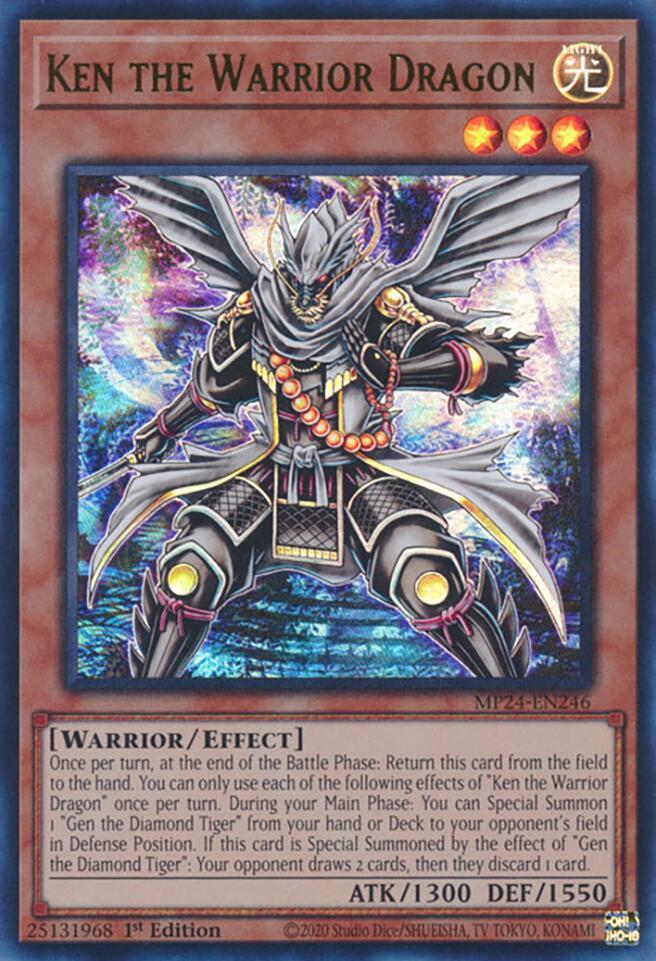 KEN THE WARRIOR DRAGON
LIGHT
光
MP24-EN246
[WARRIOR/EFFECT]
Once per turn, at the end of the Battle Phase: Return this card from the field
to the hand. You can only use each of the following effects of "Ken the Warrior
Dragon" once per turn. During your Main Phase: You can Special Summon
1 "Gen the Diamond Tiger" from your hand or Deck to your opponent's field
in Defense Position. If this card is Special Summoned by the effect of "Gen
the Diamond Tiger": Your opponent draws 2 cards, then they discard 1 card.
ATK/1300 DEF/1550
25131968 1st Edition ©2020 Studio Dice/SHUEISHA, TV TOKYO, KONAMI